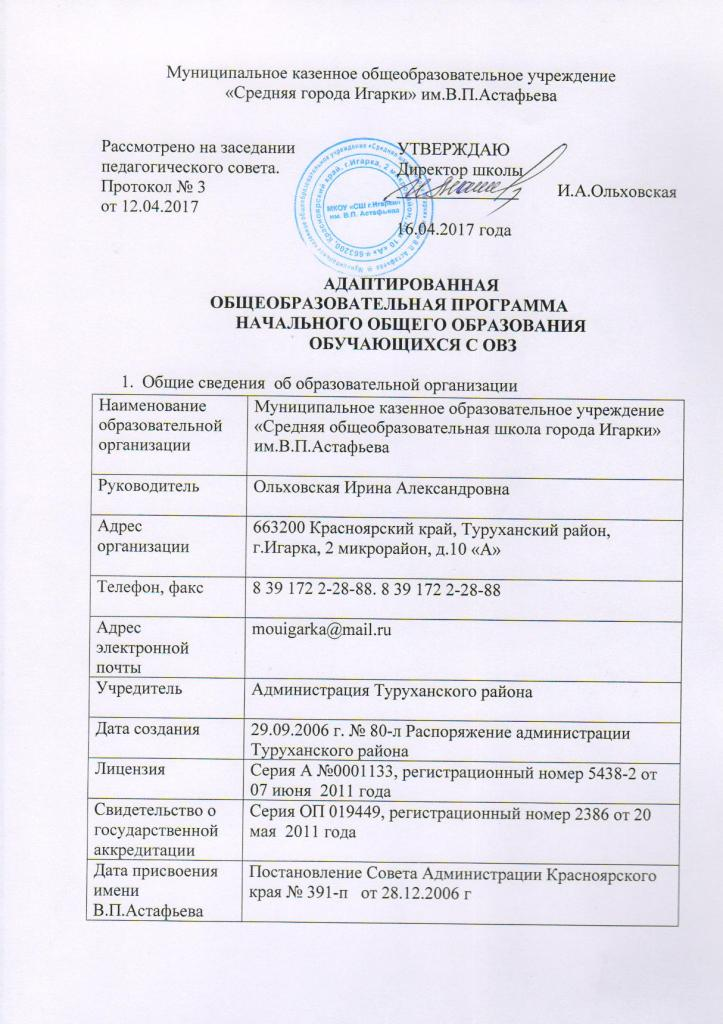 Муниципальное казенное общеобразовательное учреждение
«Средняя города Игарки» им.В.П.Астафьева
Рассмотрено на заседании
педагогического совета.
Протокол № 3
от 12.04.2017
УТВЕРЖДАЮ
Директор школы
И.А.Ольховская
16.04.2017 года
МКОУ «СШ г.Игарки»
им. В.П. Астафьева
АДАПТИРОВАННАЯ
ОБЩЕОБРАЗОВАТЕЛЬНАЯ ПРОГРАММА
НАЧАЛЬНОГО ОБЩЕГО ОБРАЗОВАНИЯ
ОБУЧАЮЩИХСЯ С ОВЗ
1. Общие сведения об образовательной организации
Наименование
образовательной
организации
Муниципальное казенное образовательное учреждение
«Средняя общеобразовательная школа города Игарки»
им.В.П.Астафьева
Руководитель
Ольховская Ирина Александровна
Адрес
организации
663200 Красноярский край, Туруханский район,
г.Игарка, 2 микрорайон, д.10 «А»
Телефон, факс
8 39 172 2-28-88. 8 39 172 2-28-88
Адрес
электронной
почты
mouigarka@mail.ru
Учредитель
Администрация Туруханского района
Дата создания
29.09.2006 г. № 80-л Распоряжение администрации
Туруханского района
Лицензия
Серия А №0001133, регистрационный номер 5438-2 от
07 июня 2011 года
Свидетельство о
государственной
аккредитации
Серия ОП 019449, регистрационный номер 2386 от 20
мая 2011 года
Дата присвоения
имени
В.П.Астафьева
Постановление Совета Администрации Красноярского
края № 391-п от 28.12.2006 г